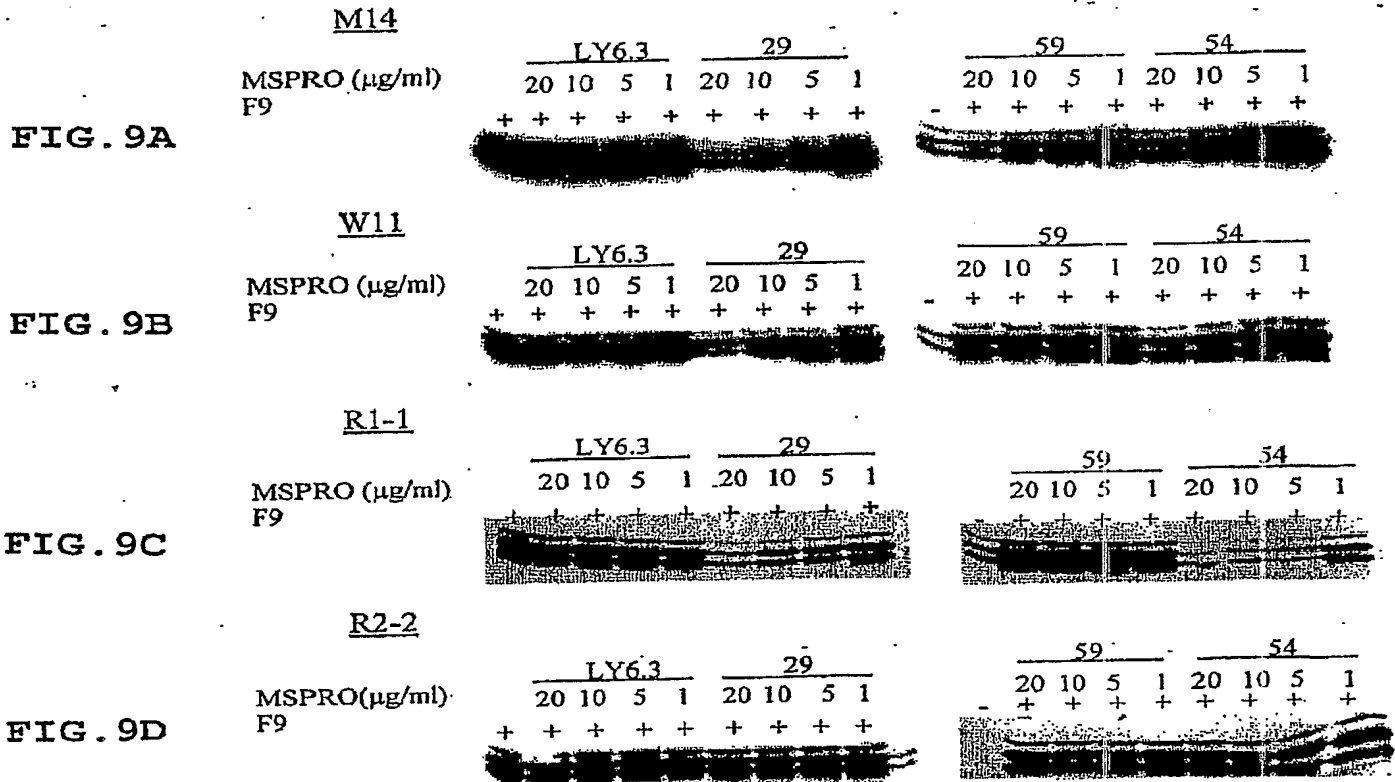 M14
LY6.3 29 59 54
MSPRO (µg/ml) 20 10 5 1 20 10 5 1 20 10 5 1 20 10 5 1
F9 + + + + + + + + + - + + + + + + + +
FIG. 9A
W11
LY6.3 29 59 54
MSPRO (µg/ml) 20 10 5 1 20 10 5 1 20 10 5 1 20 10 5 1
F9 + + + + + + + + + - + + + + + + + +
FIG. 9B
R1-1
LY6.3 29 59 54
MSPRO (µg/ml) 20 10 5 1 20 10 5 1 20 10 5 1 20 10 5 1
F9 + + + + + + + + + - + + + + + + + +
FIG. 9C
R2-2
LY6.3 29 59 54
MSPRO(µg/ml) 20 10 5 1 20 10 5 1 20 10 5 1 20 10 5 1
F9 + + + + + + + + + - + + + + + + + +
FIG. 9D